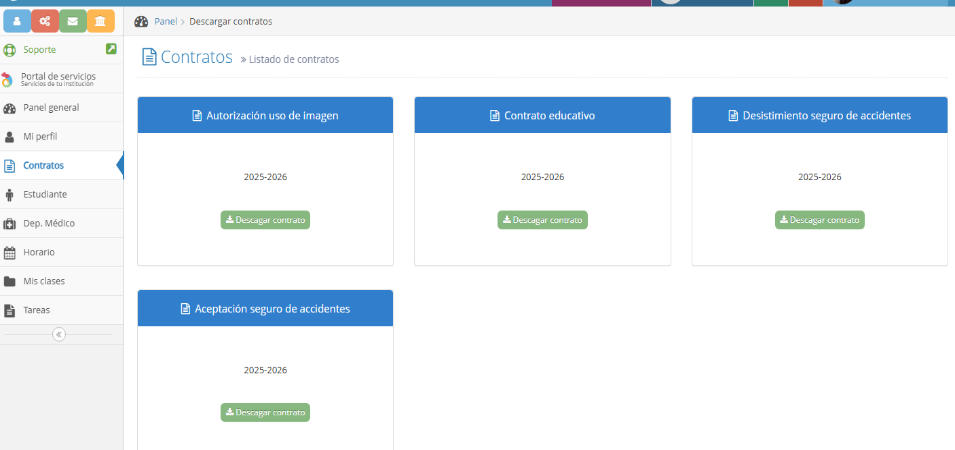 Panel > Descargar contratos
Soporte
Portal de servicios
Servicios de tu institución
Panel general
Mi perfil
Contratos
Estudiante
Dep. Médico
Horario
Mis clases
Tareas
Contratos » Listado de contratos
Autorización uso de imagen
2025-2026
Descagar contrato
Contrato educativo
2025-2026
Descagar contrato
Desistimiento seguro de accidentes
2025-2026
Descagar contrato
Aceptación seguro de accidentes
2025-2026
Descagar contrato